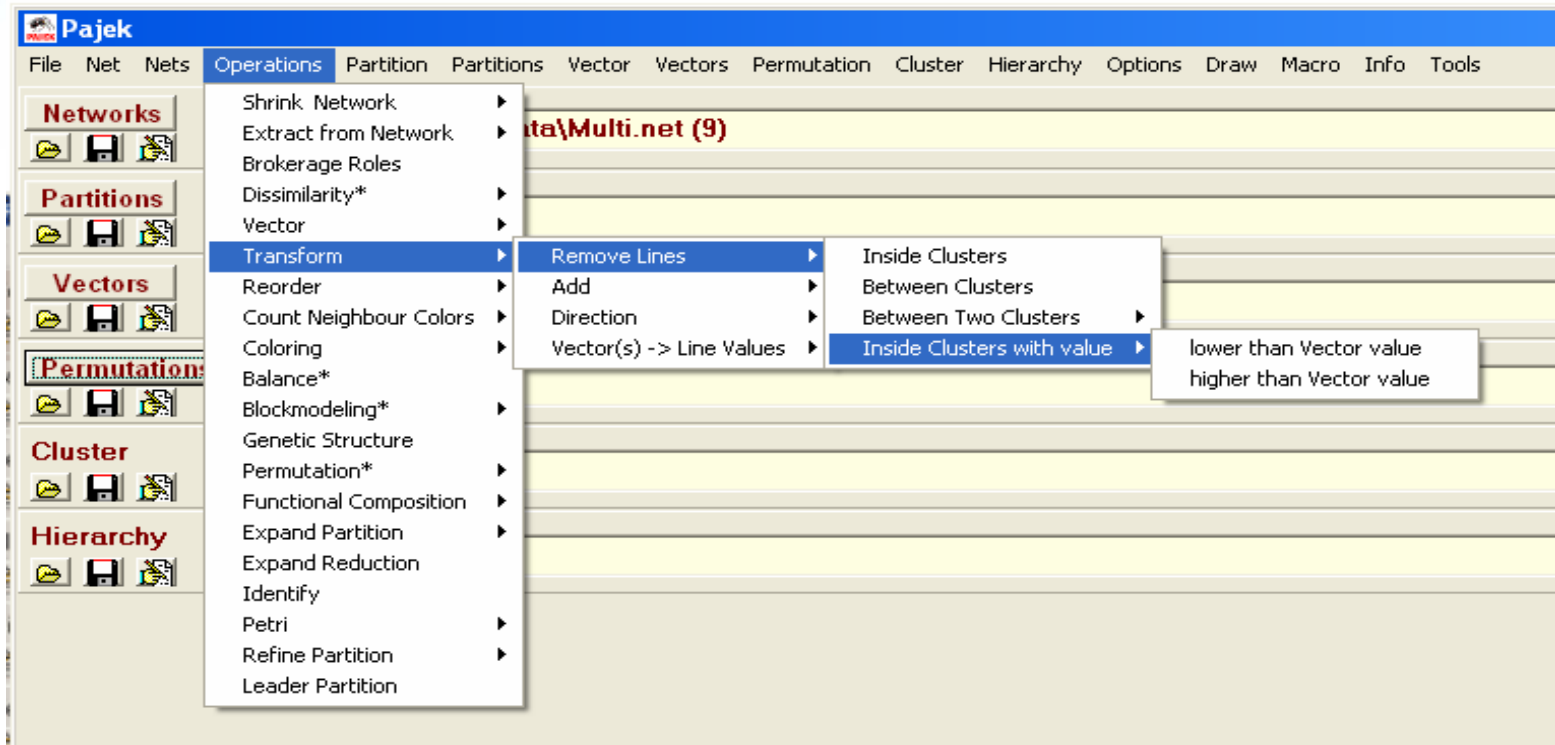 Pajek
File Net Nets Operations Partition Partitions Vector Vectors Permutation Cluster Hierarchy Options Draw Macro Info Tools
Networks
ata\Multi.net (9)
Partitions
Vectors
Permutations
Cluster
Hierarchy
Shrink Network
Extract from Network
Brokerage Roles
Dissimilarity*
Vector
Transform
Reorder
Count Neighbour Colors
Coloring
Balance*
Blockmodeling*
Genetic Structure
Permutation*
Functional Composition
Expand Partition
Expand Reduction
Identify
Petri
Refine Partition
Leader Partition
Remove Lines
Add
Direction
Vector(s) -> Line Values
Inside Clusters
Between Clusters
Between Two Clusters
Inside Clusters with value
lower than Vector value
higher than Vector value